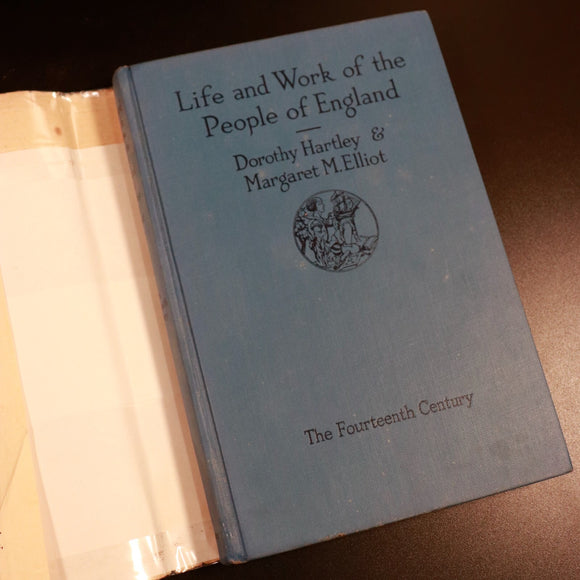 Life and Work of the
People of England
Dorothy Hartley &
Margaret M. Elliot
The Fourteenth Century